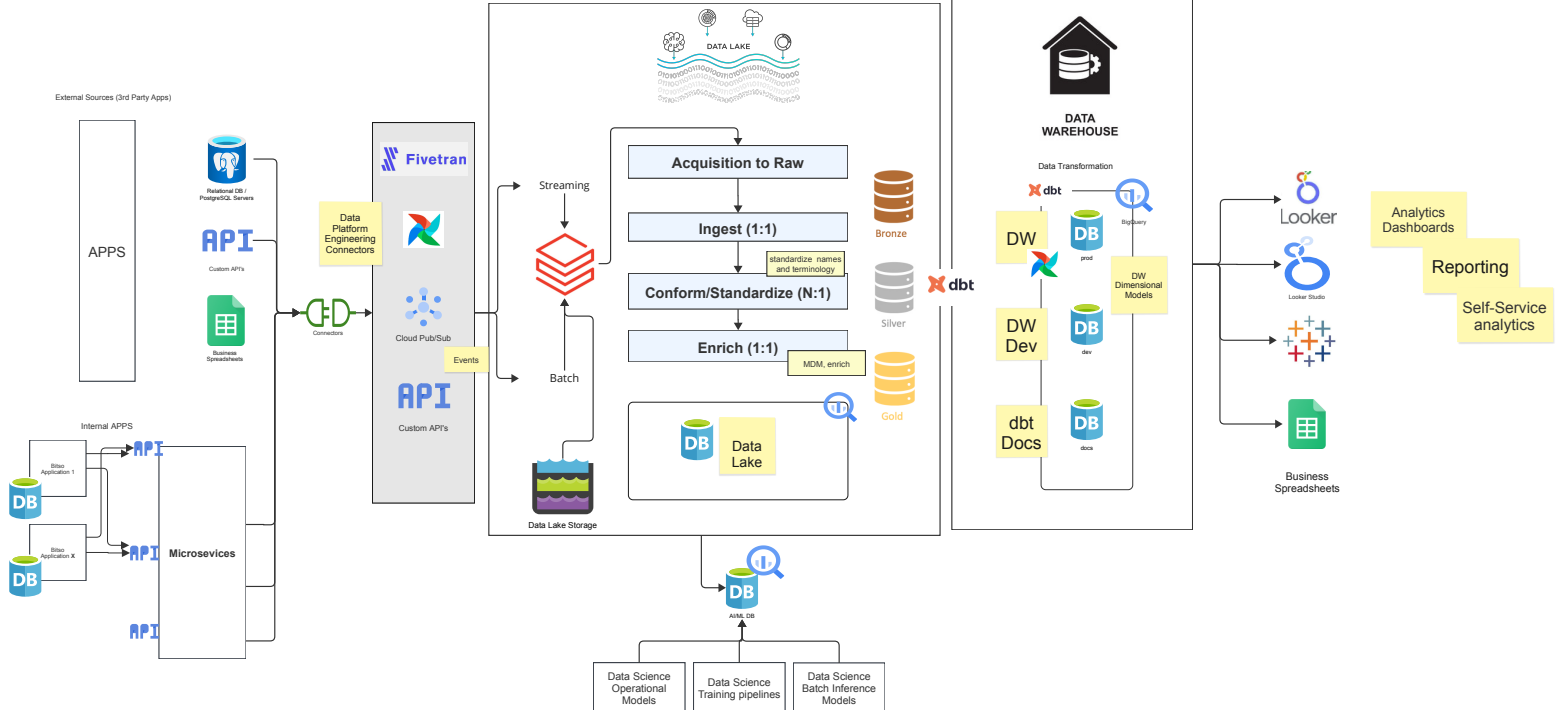 External Sources (3rd Party Apps)
APPS
Relational DB /
PostgreSQL Servers
API
Custom API's
Business
Spreadsheets
Internal APPS
Bitso
Application 1
DB
Bitso
Application X
DB
API
API
API
Microsevices
Connectors
Data
Platform
Engineering
Connectors
Fivetran
Cloud Pub/Sub
Events
API
Custom API's
DATA LAKE
Streaming
Batch
Data Lake Storage
Acquisition to Raw
Ingest (1:1)
standardize names
and terminology
Conform/Standardize (N:1)
Enrich (1:1)
MDM, enrich
Bronze
Silver
Gold
DB
Data
Lake
dbt
DB
AI/ML DB
Data Science
Operational
Models
Data Science
Training pipelines
Data Science
Batch Inference
Models
DATA
WAREHOUSE
Data Transformation
dbt
BigQuery
DW
DB
prod
DW
Dimensional
Models
DW
Dev
DB
dev
dbt
Docs
DB
docs
Looker
Looker Studio
Business
Spreadsheets
Analytics
Dashboards
Reporting
Self-Service
analytics